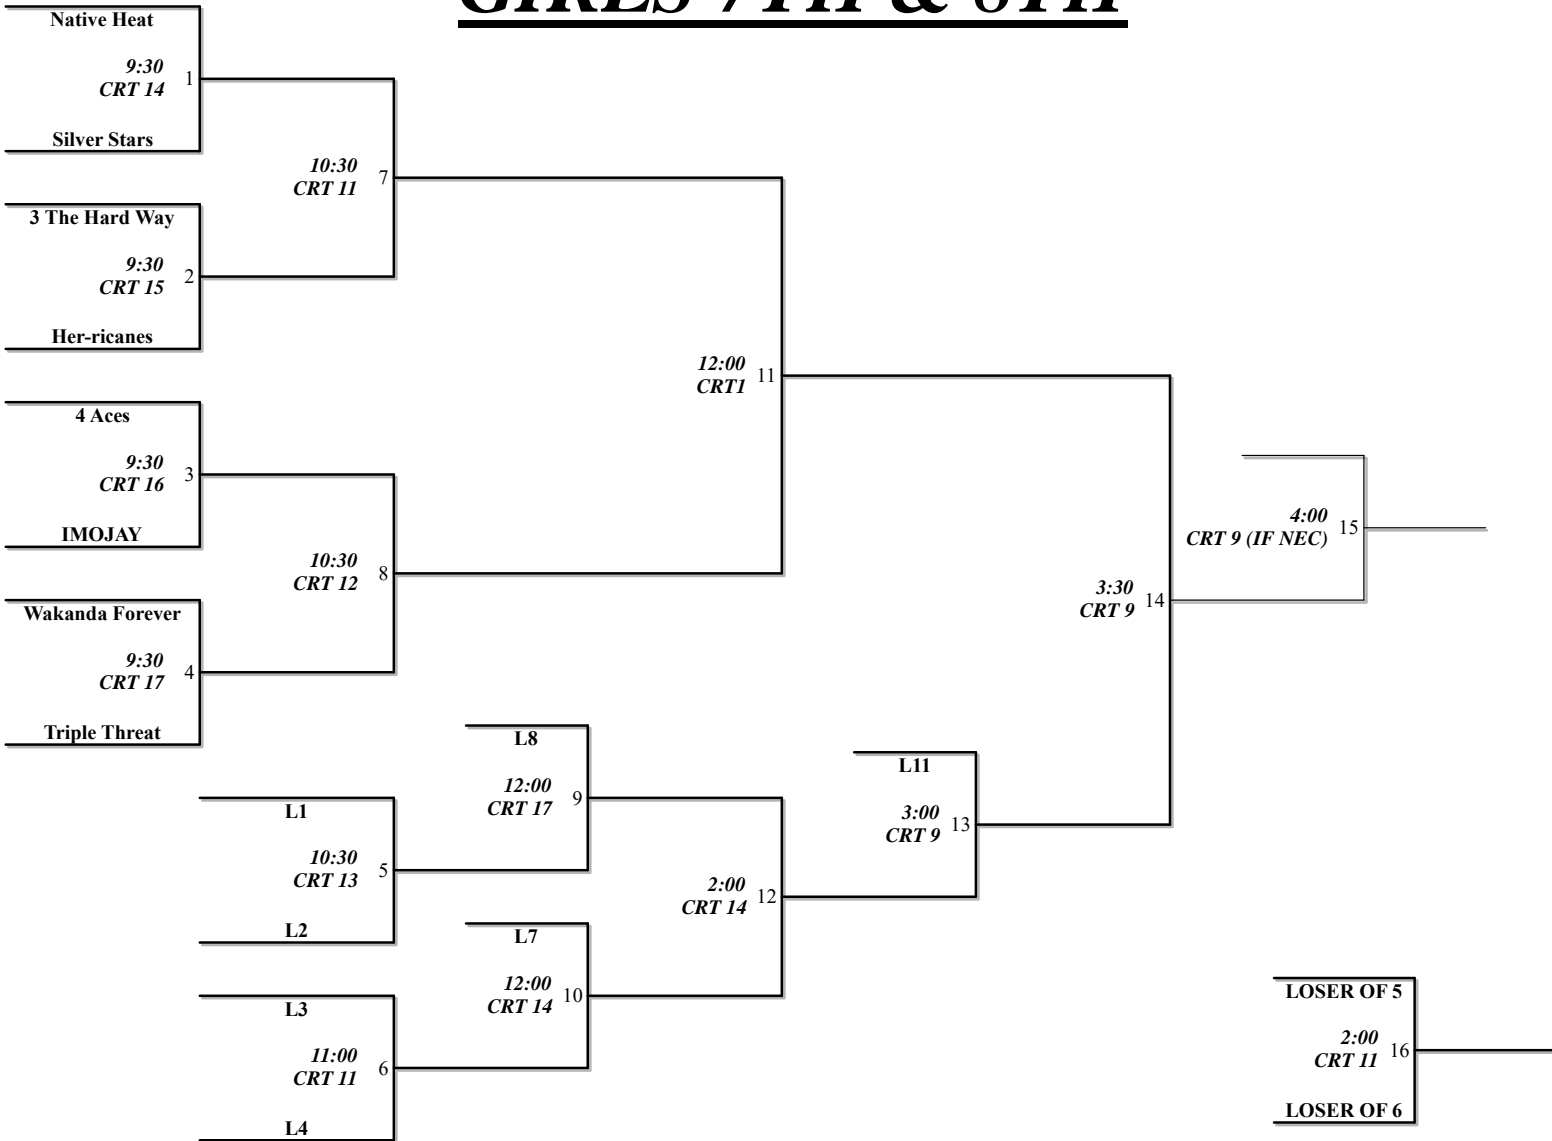 GIRLS 7TH & 8TH
Native Heat
9:30
CRT 14
1
Silver Stars
10:30
CRT 11
7
3 The Hard Way
9:30
CRT 15
2
Her-ricanes
12:00
CRT1
11
4 Aces
9:30
CRT 16
3
IMOJAY
10:30
CRT 12
8
Wakanda Forever
9:30
CRT 17
4
Triple Threat
4:00
CRT 9 (IF NEC)
15
3:30
CRT 9
14
L8
12:00
CRT 17
9
L11
3:00
CRT 9
13
L1
10:30
CRT 13
5
L2
2:00
CRT 14
12
L7
12:00
CRT 14
10
L3
11:00
CRT 11
6
L4
LOSER OF 5
2:00
CRT 11
16
LOSER OF 6